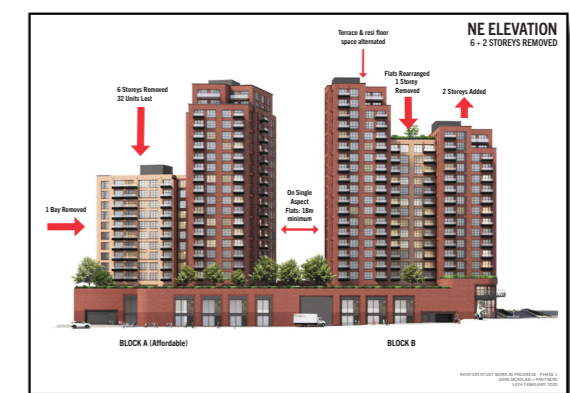 NE ELEVATION
6 + 2 STOREYS REMOVED
Terrace & resi floor
space alternated
Flats Rearranged
1 Storey
Removed
2 Storeys Added
6 Storeys Removed
32 Units Lost
1 Bay Removed
On Single
Aspect
Flats: 18m
minimum
BLOCK A (Affordable)
BLOCK B
AVIATION STUDY WORK IN PROGRESS - PHASE 1
JOHN MCASLAN + PARTNERS
10TH FEBRUARY 2020